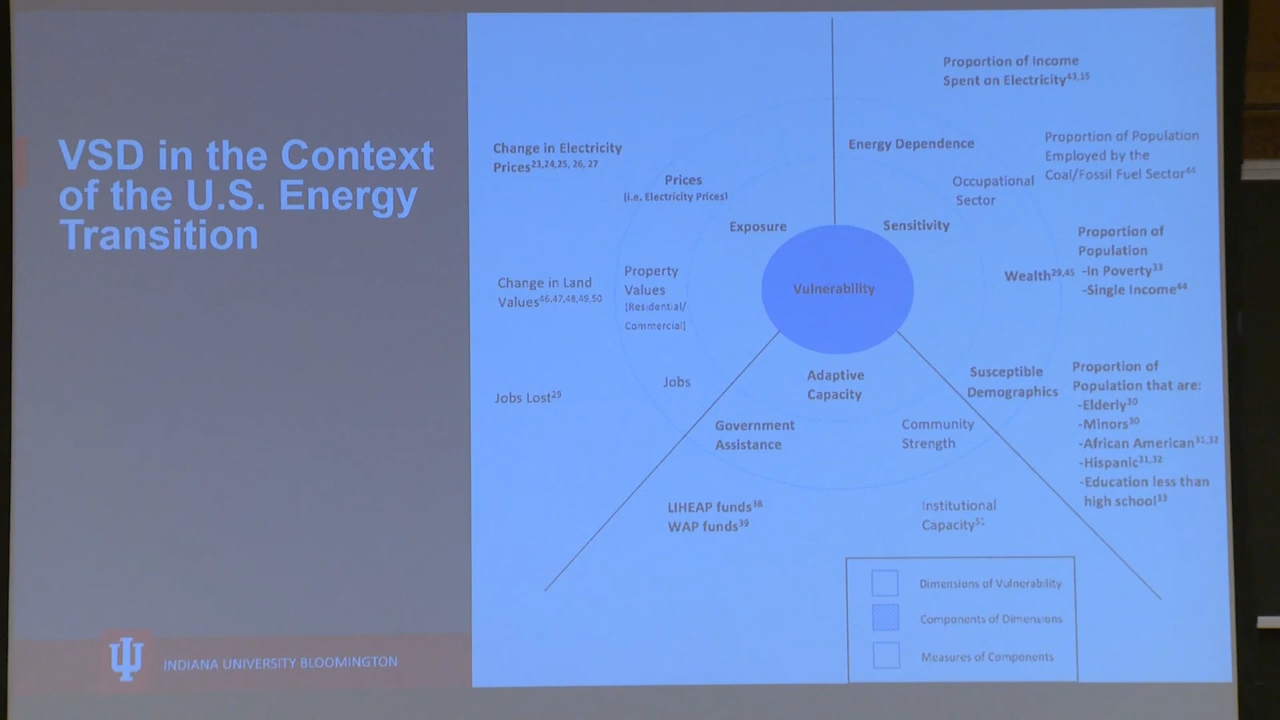 VSD in the Context
of the U.S. Energy
Transition
INDIANA UNIVERSITY BLOOMINGTON
Proportion of Income
Spent on Electricity43,15
Change in Electricity
Prices23,24,25, 26, 27
Energy Dependence
Proportion of Population
Employed by the
Coal/Fossil Fuel Sector44
Prices
(i.e. Electricity Prices)
Occupational
Sector
Exposure
Sensitivity
Proportion of
Population
-In Poverty33
-Single Income44
Wealth29,45
Vulnerability
Change in Land
Values46,47,48,49,50
Property
Values
(Residential/
Commercial)
Jobs
Jobs Lost25
Adaptive
Capacity
Susceptible
Demographics
Proportion of
Population that are:
-Elderly30
-Minors30
-African American31,32
-Hispanic31,32
-Education less than
high school33
Government
Assistance
Community
Strength
LIHEAP funds38
WAP funds39
Institutional
Capacity
Dimensions of Vulnerability
Components of Dimensions
Measures of Components